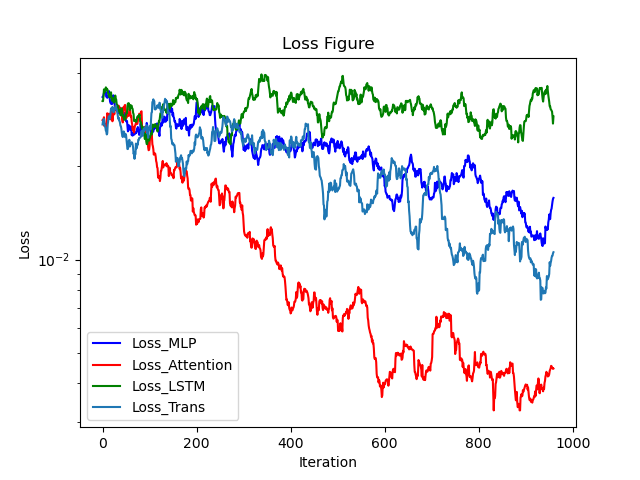 Loss Figure
Loss
10⁻²
Loss_MLP
Loss_Attention
Loss_LSTM
Loss_Trans
0 200 400 600 800 1000
Iteration